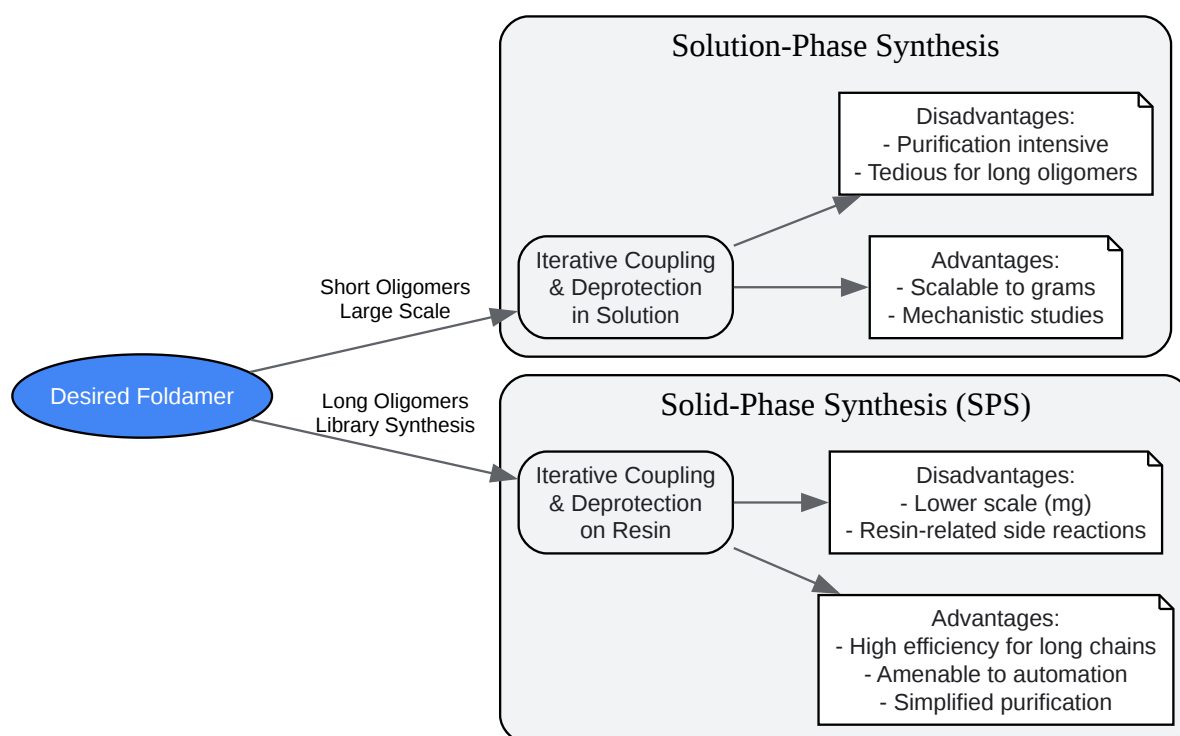 Solution-Phase Synthesis
Disadvantages:
- Purification intensive
- Tedious for long oligomers
Iterative Coupling
& Deprotection
in Solution
Advantages:
- Scalable to grams
- Mechanistic studies
Short Oligomers
Large Scale
Desired Foldamer
Long Oligomers
Library Synthesis
Solid-Phase Synthesis (SPS)
Iterative Coupling
& Deprotection
on Resin
Disadvantages:
- Lower scale (mg)
- Resin-related side reactions
Advantages:
- High efficiency for long chains
- Amenable to automation
- Simplified purification